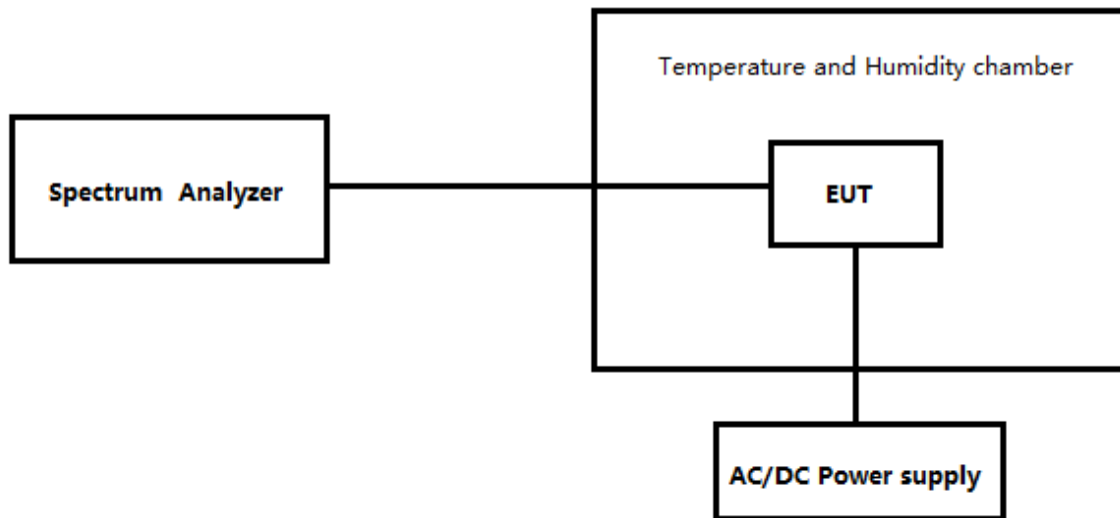 Temperature and Humidity chamber
Spectrum Analyzer
EUT
AC/DC Power supply